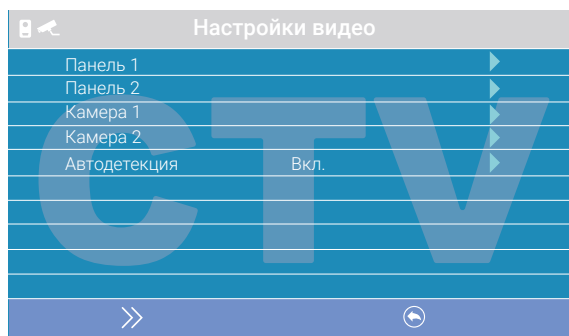 Настройки видео
Панель 1
Панель 2
Камера 1
Камера 2
Автодетекция Вкл.
CTV